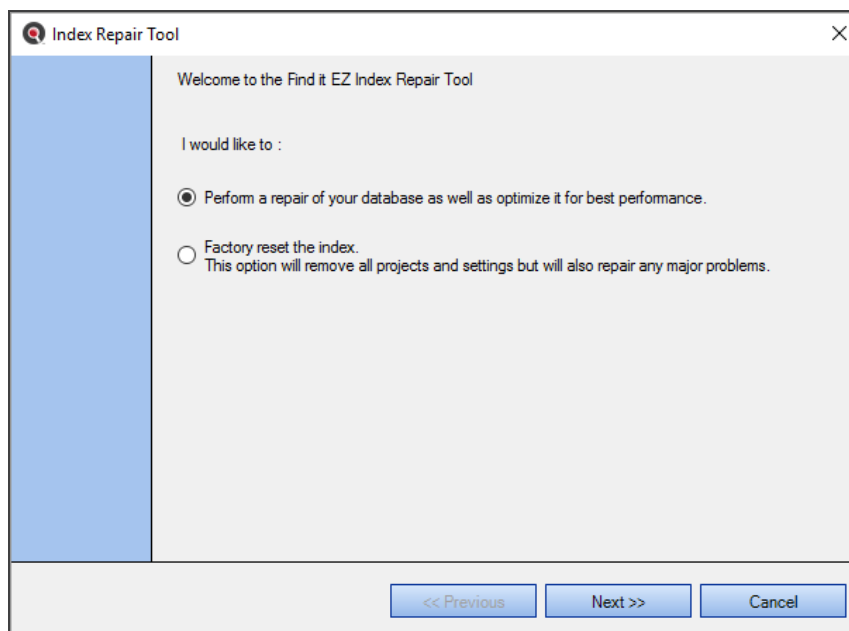 Index Repair Tool
Welcome to the Find it EZ Index Repair Tool
I would like to :
Perform a repair of your database as well as optimize it for best performance.
Factory reset the index.
This option will remove all projects and settings but will also repair any major problems.
<< Previous
Next >>
Cancel